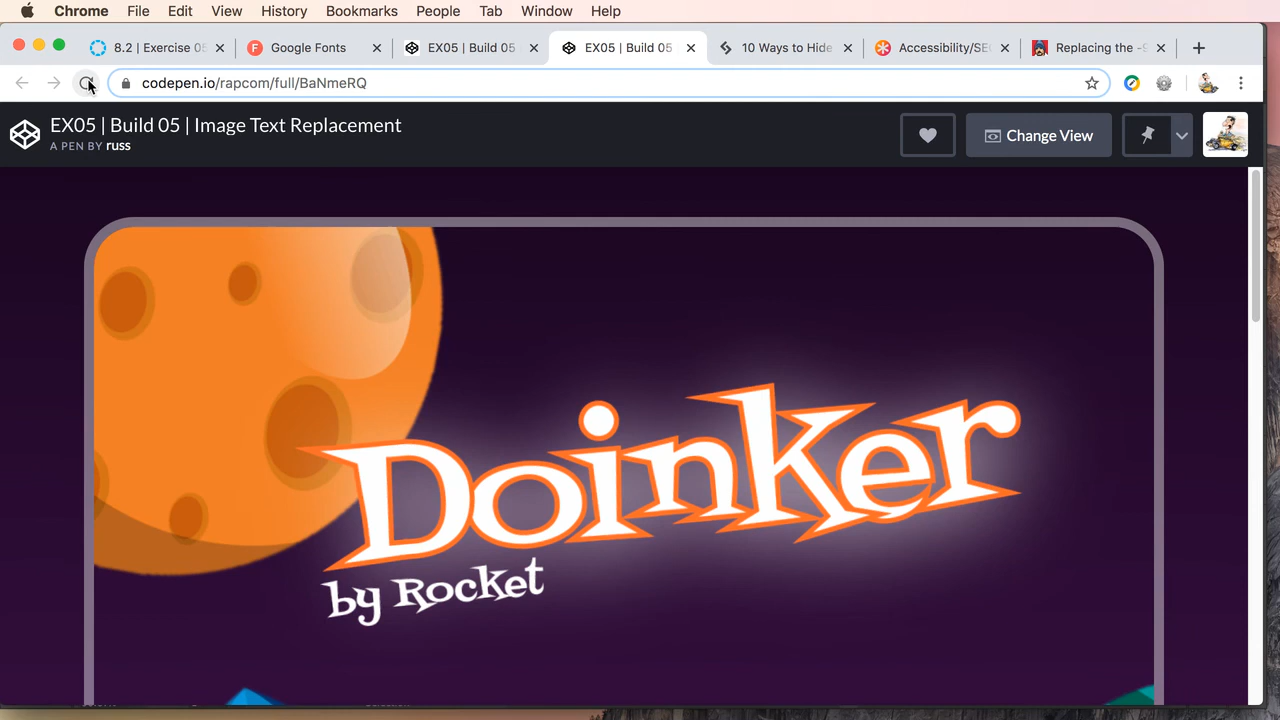 Chrome File Edit View History Bookmarks People Tab Window Help
8.2 | Exercise 05 Google Fonts EX05 | Build 05 EX05 | Build 05 10 Ways to Hide Accessibility/SE Replacing the -9
codepen.io/rapcom/full/BaNmeRQ
EX05 | Build 05 | Image Text Replacement
A PEN BY russ
Change View
Doinker
by Rocket